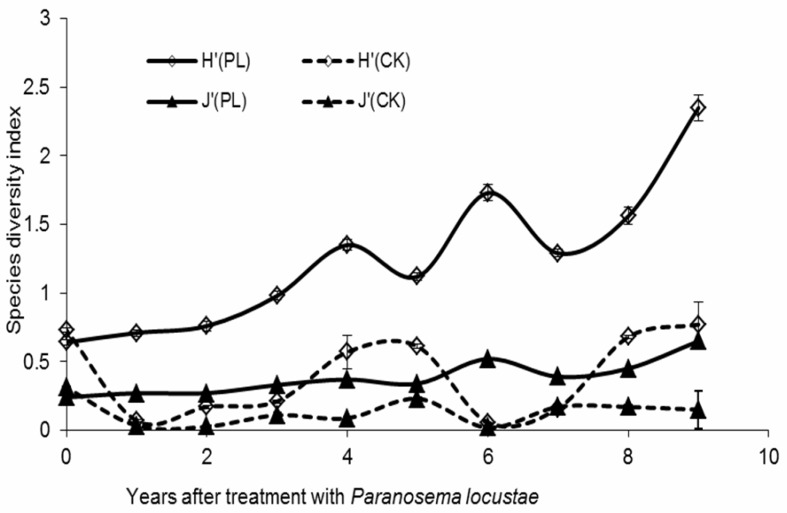 3
H'(PL) H'(CK)
2.5
J'(PL) J'(CK)
2
1.5
1
0.5
0
0 2 4 6 8 10
Species diversity index
Years after treatment with Paranosema locustae